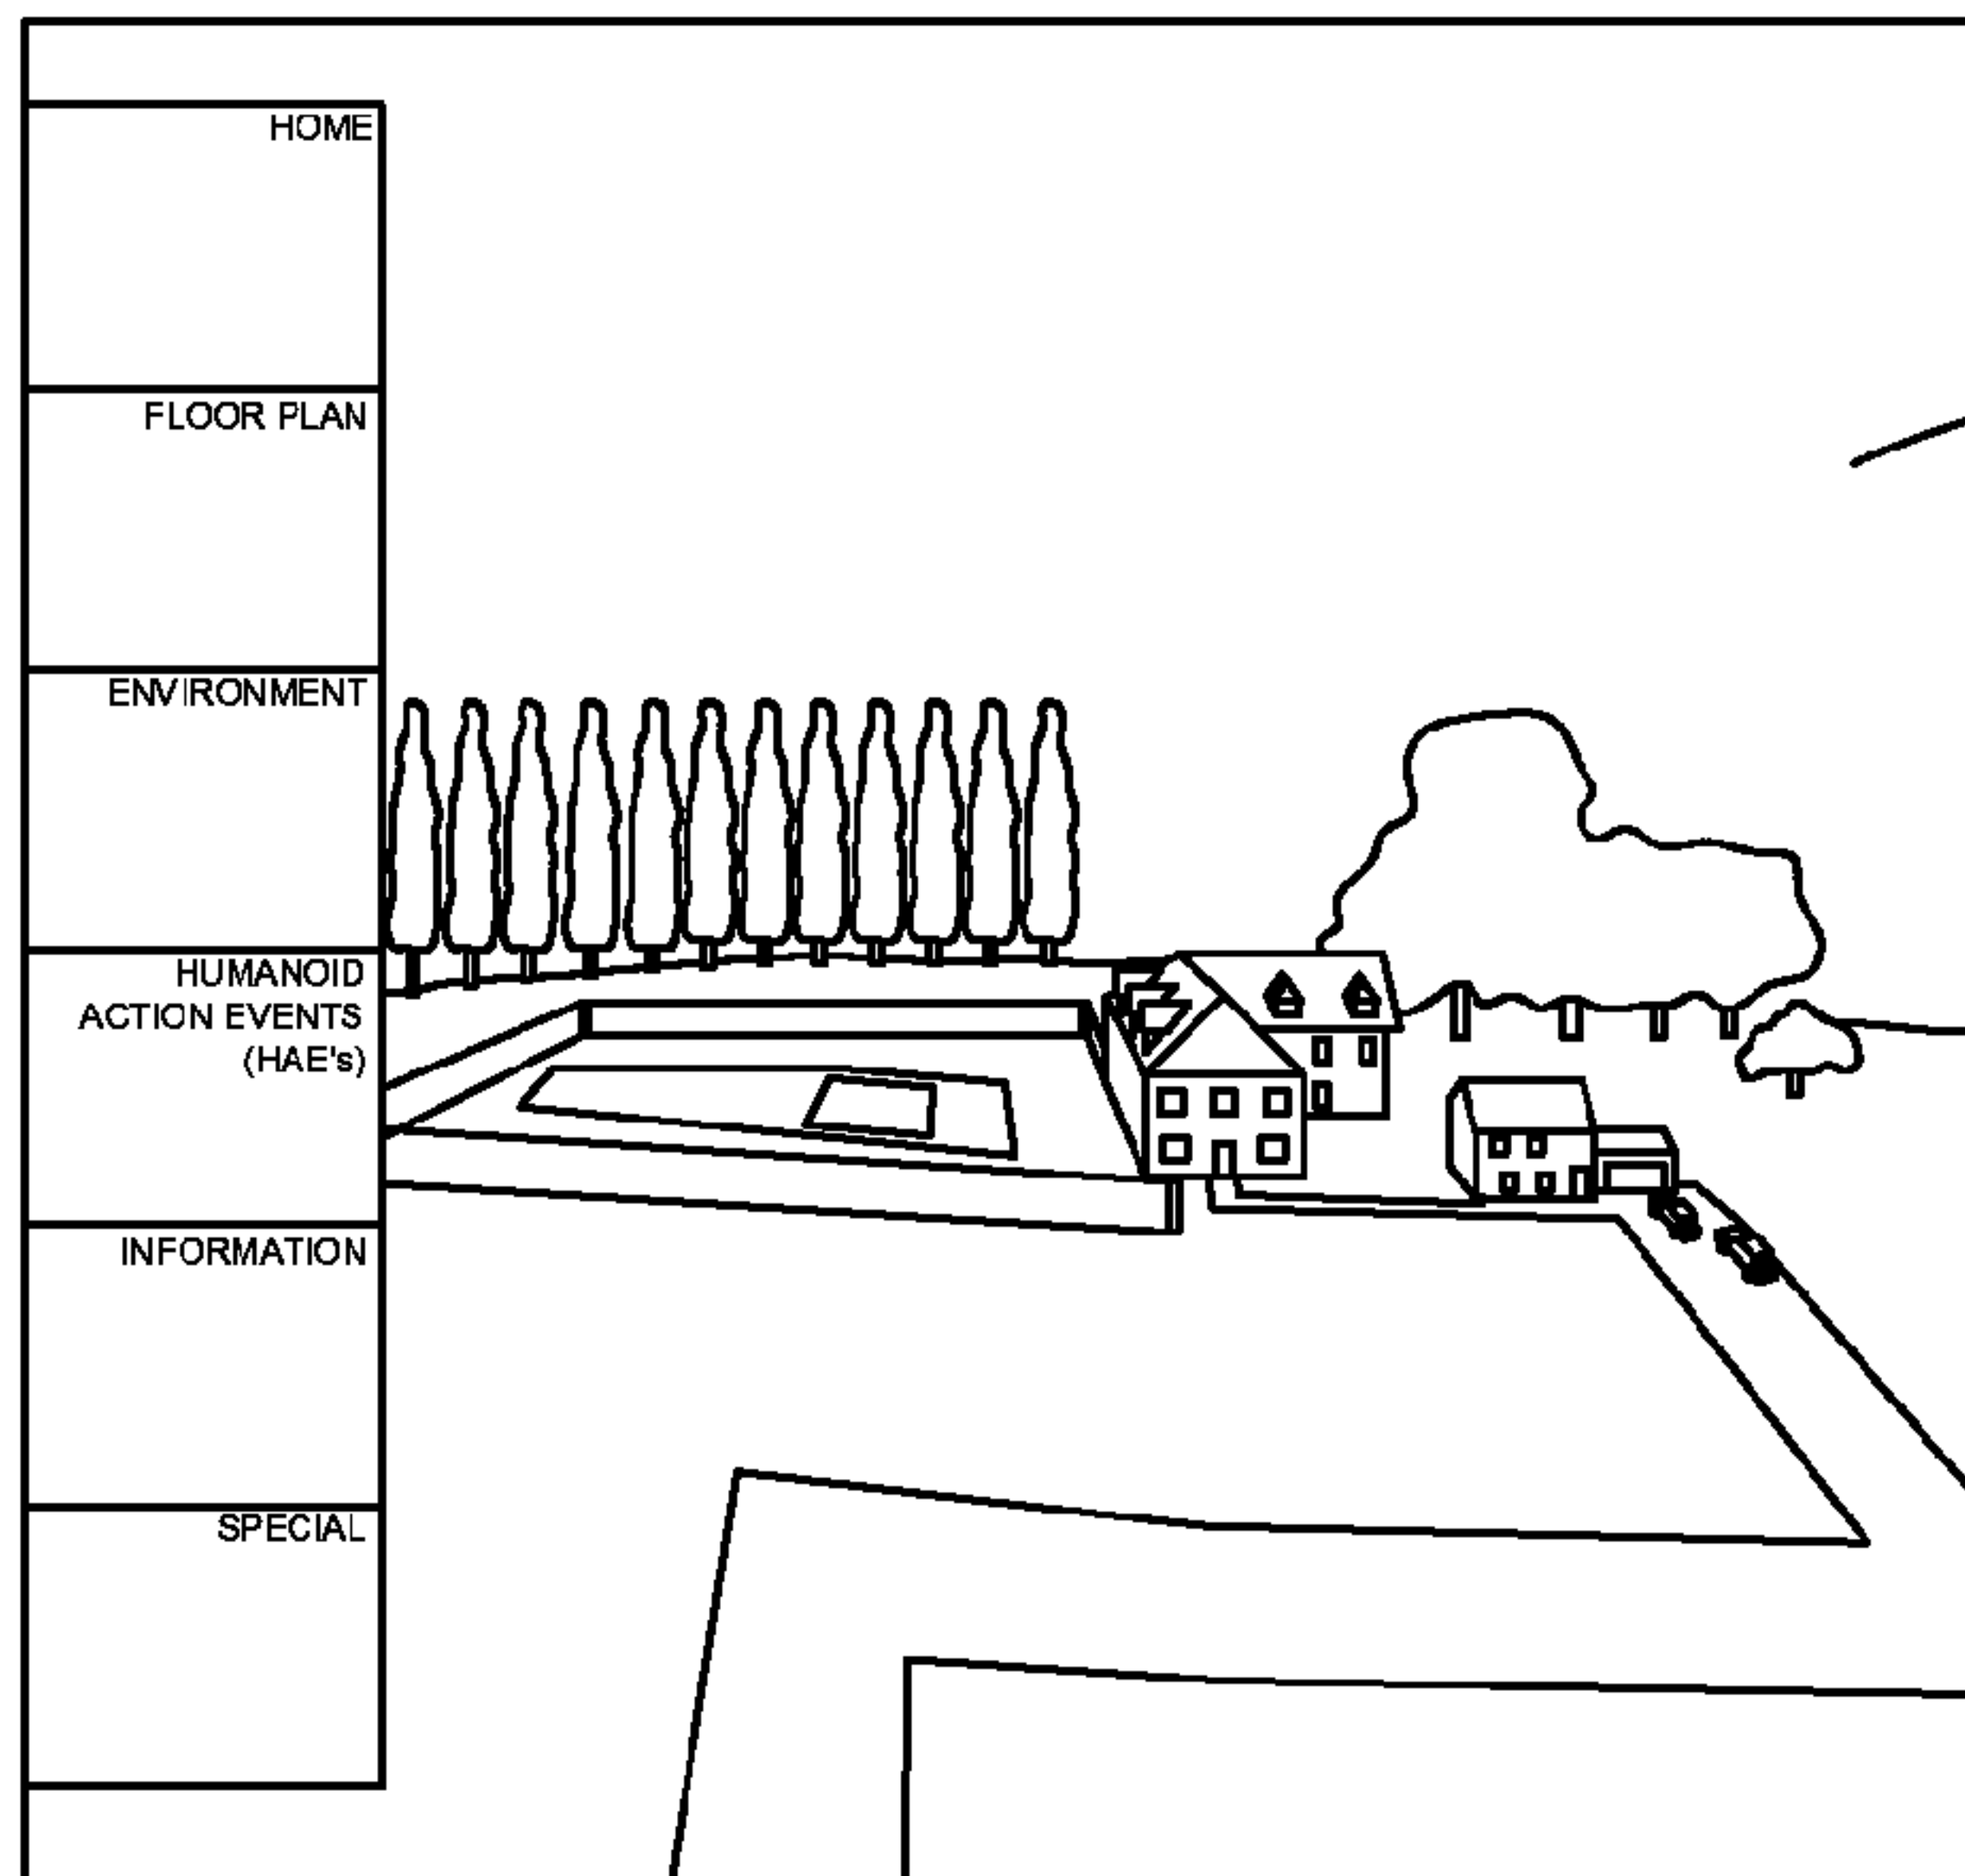 HOME
FLOOR PLAN
ENVIRONMENT
HUMANOID
ACTION EVENTS
(HAE's)
INFORMATION
SPECIAL